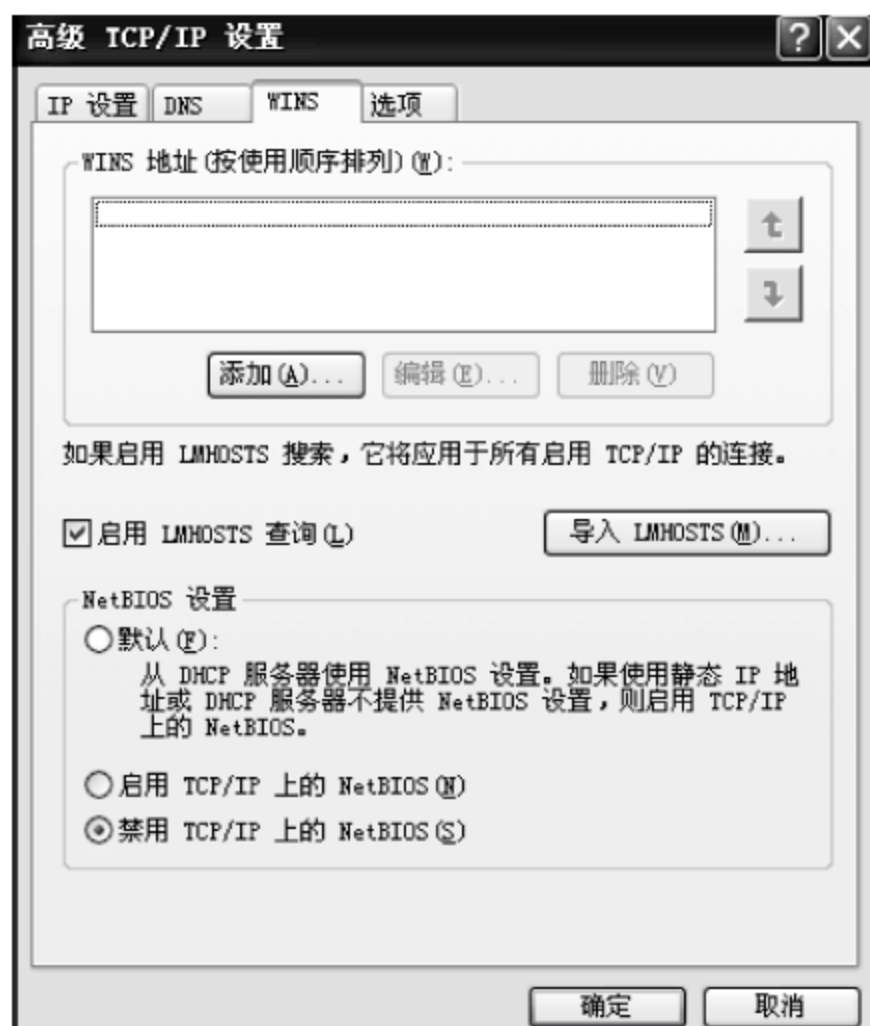 高级 TCP/IP 设置
IP 设置 DNS WINS 选项
WINS 地址(按使用顺序排列)(W):
添加(A)... 编辑(E)... 删除(V)
如果启用 LMHOSTS 搜索，它将应用于所有启用 TCP/IP 的连接。
启用 LMHOSTS 查询(L) 导入 LMHOSTS(M)...
NetBIOS 设置
默认(F):
从 DHCP 服务器使用 NetBIOS 设置。如果使用静态 IP 地
址或 DHCP 服务器不提供 NetBIOS 设置，则启用 TCP/IP
上的 NetBIOS。
启用 TCP/IP 上的 NetBIOS(N)
禁用 TCP/IP 上的 NetBIOS(S)
确定 取消